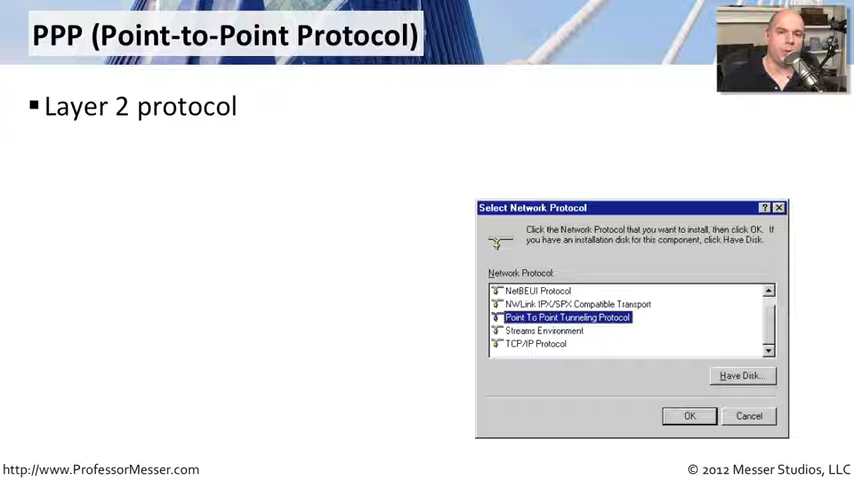 PPP (Point-to-Point Protocol)
▪ Layer 2 protocol
Select Network Protocol
Click the Network Protocol that you want to install, then click OK. If
you have an installation disk for this component, click Have Disk.
Network Protocol:
NetBEUI Protocol
NWLink IPX/SPX Compatible Transport
Point To Point Tunneling Protocol
Streams Environment
TCP/IP Protocol
Have Disk...
OK Cancel
http://www.ProfessorMesser.com © 2012 Messer Studios, LLC